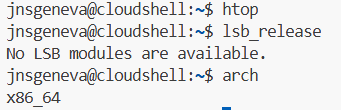 jnsgeneva@cloudshell:~$ htop
jnsgeneva@cloudshell:~$ lsb_release
No LSB modules are available.
jnsgeneva@cloudshell:~$ arch
x86_64